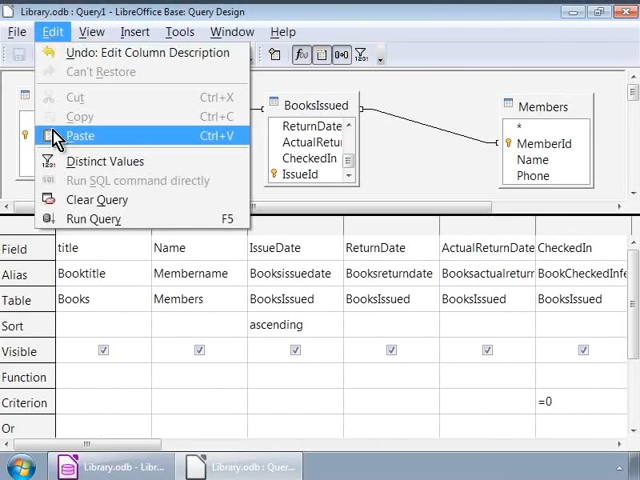 Library.odb : Query1 - LibreOffice Base: Query Design
File Edit View Insert Tools Window Help
Undo: Edit Column Description
Can't Restore
Cut Ctrl+X
Copy Ctrl+C
Paste Ctrl+V
Distinct Values
Run SQL command directly
Clear Query
Run Query F5
BooksIssued
ReturnDate
ActualRetur
CheckedIn
IssueId
Members
*
MemberId
Name
Phone
Field title Name IssueDate ReturnDate ActualReturnDate CheckedIn
Alias Booktitle Membername Booksissuedate Booksreturndate Booksactualreturn BookCheckedInfe
Table Books Members BooksIssued BooksIssued BooksIssued BooksIssued
Sort ascending
Visible
Function
Criterion =0
Or
Library.odb - Libr... Library.odb : Quer...